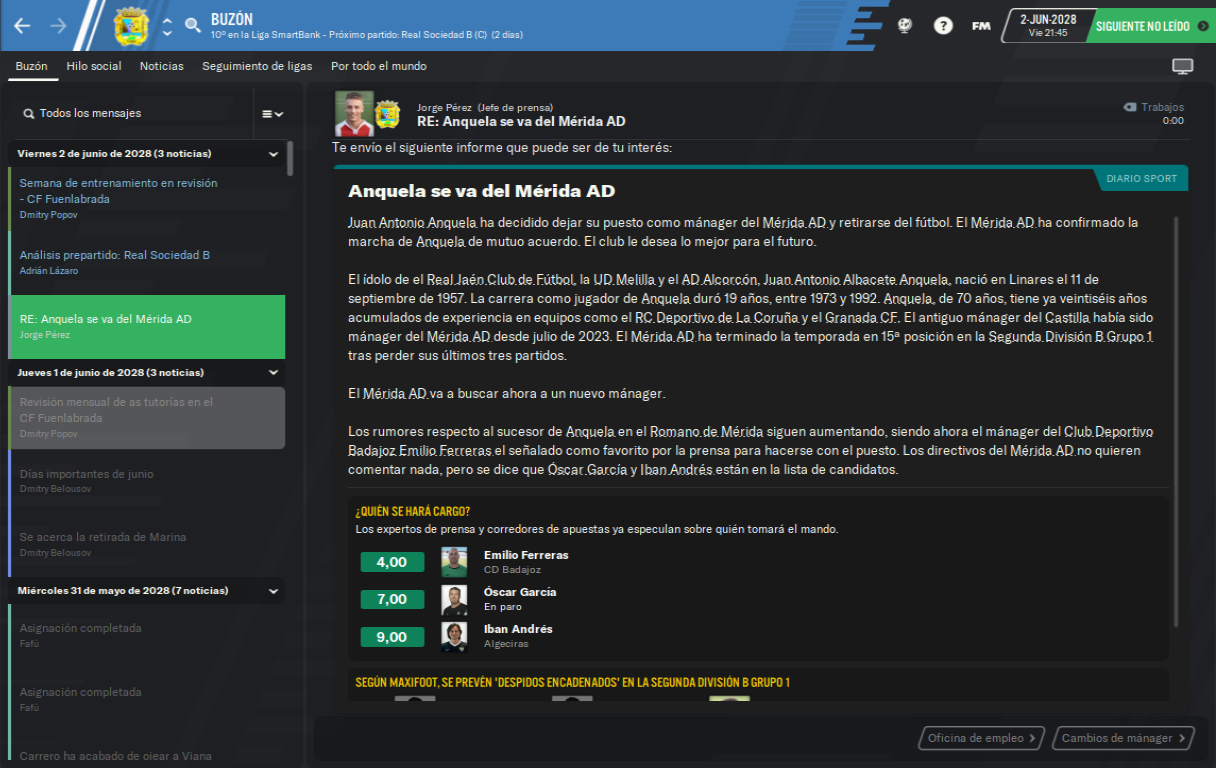 BUZÓN
10º en la Liga SmartBank - Próximo partido: Real Sociedad B (C) (2 días)
?
FM
2-JUN-2028
Vie 21:45
SIGUIENTE NO LEÍDO
Buzón
Hilo social
Noticias
Seguimiento de ligas
Por todo el mundo
Todos los mensajes
Viernes 2 de junio de 2028 (3 noticias)
Semana de entrenamiento en revisión
- CF Fuenlabrada
Dmitry Popov
Análisis prepartido: Real Sociedad B
Adrián Lázaro
RE: Anquela se va del Mérida AD
Jorge Pérez
Jueves 1 de junio de 2028 (3 noticias)
Revisión mensual de as tutorías en el
CF Fuenlabrada
Dmitry Popov
Días importantes de junio
Dmitry Belousov
Se acerca la retirada de Marina
Dmitry Belousov
Miércoles 31 de mayo de 2028 (7 noticias)
Asignación completada
Fafú
Asignación completada
Fafú
Carrero ha acabado de ojear a Viana
Jorge Pérez (Jefe de prensa)
RE: Anquela se va del Mérida AD
Trabajos
0:00
Te envío el siguiente informe que puede ser de tu interés:
DIARIO SPORT
Anquela se va del Mérida AD
Juan Antonio Anquela ha decidido dejar su puesto como mánager del Mérida AD y retirarse del fútbol. El Mérida AD ha confirmado la
marcha de Anquela de mutuo acuerdo. El club le desea lo mejor para el futuro.
El ídolo de el Real Jaén Club de Fútbol, la UD Melilla y el AD Alcorcón, Juan Antonio Albacete Anquela, nació en Linares el 11 de
septiembre de 1957. La carrera como jugador de Anquela duró 19 años, entre 1973 y 1992. Anquela, de 70 años, tiene ya veintiséis años
acumulados de experiencia en equipos como el RC Deportivo de La Coruña y el Granada CF. El antiguo mánager del Castilla había sido
mánager del Mérida AD desde julio de 2023. El Mérida AD ha terminado la temporada en 15ª posición en la Segunda División B Grupo 1
tras perder sus últimos tres partidos.
El Mérida AD va a buscar ahora a un nuevo mánager.
Los rumores respecto al sucesor de Anquela en el Romano de Mérida siguen aumentando, siendo ahora el mánager del Club Deportivo
Badajoz Emilio Ferreras el señalado como favorito por la prensa para hacerse con el puesto. Los directivos del Mérida AD no quieren
comentar nada, pero se dice que Óscar García y Iban Andrés están en la lista de candidatos.
¿QUIÉN SE HARÁ CARGO?
Los expertos de prensa y corredores de apuestas ya especulan sobre quién tomará el mando.
4,00
Emilio Ferreras
CD Badajoz
7,00
Óscar García
En paro
9,00
Iban Andrés
Algeciras
SEGÚN MAXIFOOT, SE PREVÉN 'DESPIDOS ENCADENADOS' EN LA SEGUNDA DIVISIÓN B GRUPO 1
Oficina de empleo
Cambios de mánager